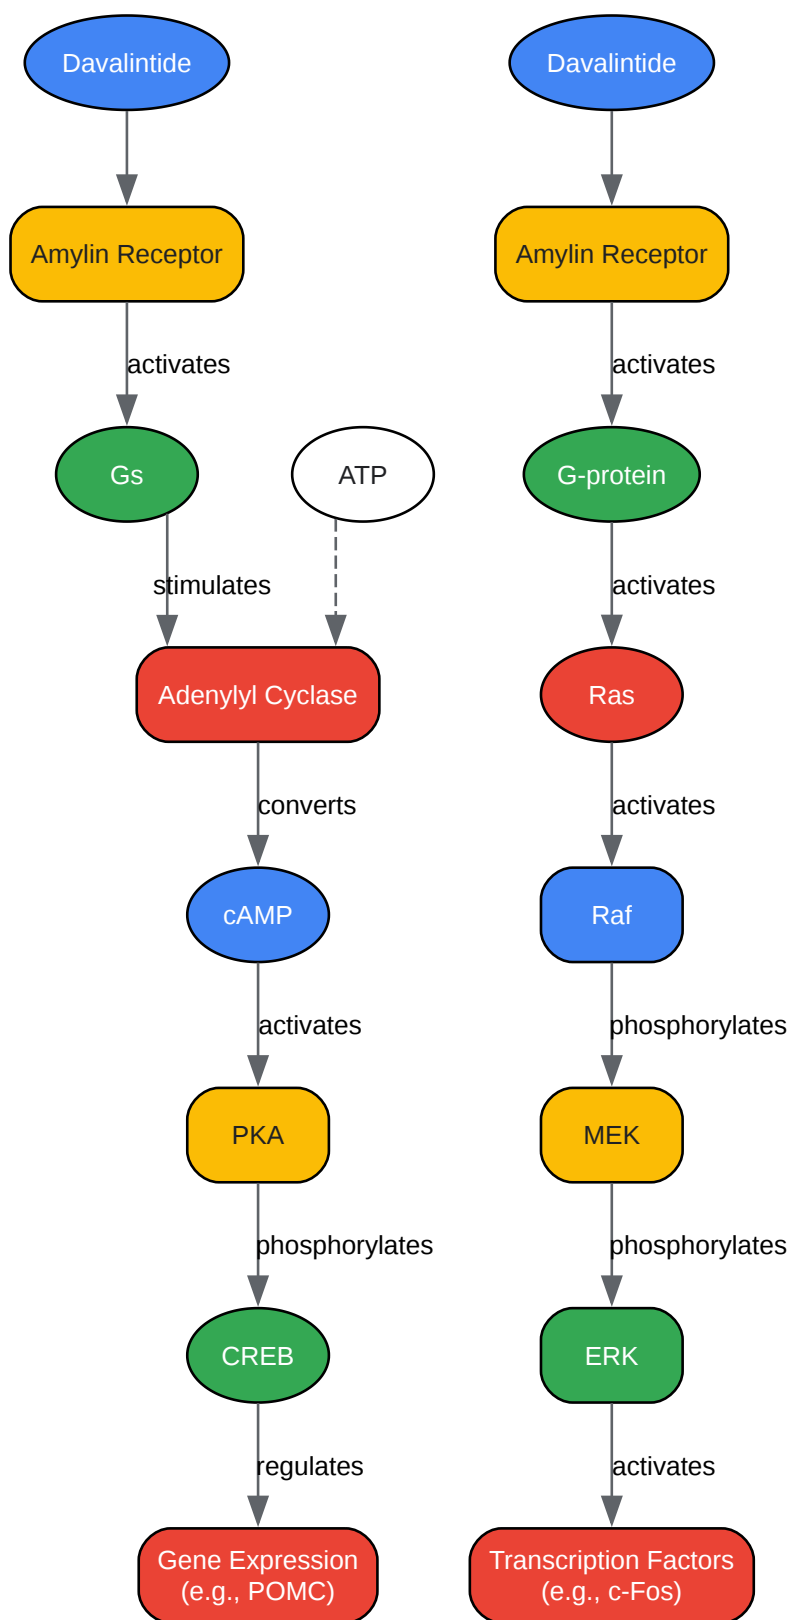 Davalintide
Amylin Receptor
activates
Gs
ATP
stimulates
Adenylyl Cyclase
converts
cAMP
activates
PKA
phosphorylates
CREB
regulates
Gene Expression
(e.g., POMC)
Davalintide
Amylin Receptor
activates
G-protein
activates
Ras
activates
Raf
phosphorylates
MEK
phosphorylates
ERK
activates
Transcription Factors
(e.g., c-Fos)